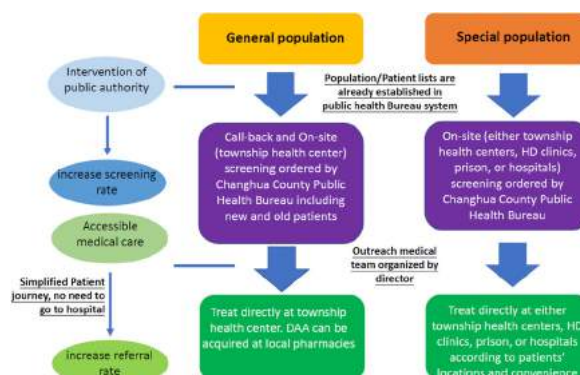 General population
Special population
Intervention of
public authority
Population/Patient lists are
already established in
public health Bureau system
Call-back and On-site
(township health center)
screening ordered by
Changhua County Public
Health Bureau including
new and old patients
On-site (either township
health centers, HD clinics,
prison, or hospitals)
screening ordered by
Changhua County Public
Health Bureau
increase screening
rate
Accessible
medical care
Outreach medical
team organized by
director
Simplified Patient
journey, no need to
go to hospital
Treat directly at township
health center. DAA can be
acquired at local pharmacies
Treat directly at either
township health centers, HD
clinics, prison, or hospitals
according to patients'
locations and convenience
increase referral
rate